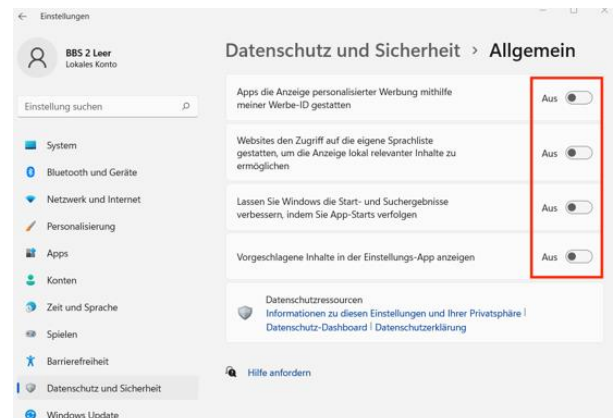 Einstellungen
BBS 2 Leer
Lokales Konto
Einstellung suchen
System
Bluetooth und Geräte
Netzwerk und Internet
Personalisierung
Apps
Konten
Zeit und Sprache
Spielen
Barrierefreiheit
Datenschutz und Sicherheit
Windows Update
Datenschutz und Sicherheit > Allgemein
Apps die Anzeige personalisierter Werbung mithilfe
meiner Werbe-ID gestatten
Aus
Websites den Zugriff auf die eigene Sprachliste
gestatten, um die Anzeige lokal relevanter Inhalte zu
ermöglichen
Aus
Lassen Sie Windows die Start- und Suchergebnisse
verbessern, indem Sie App-Starts verfolgen
Aus
Vorgeschlagene Inhalte in der Einstellungs-App anzeigen
Aus
Datenschutzressourcen
Informationen zu diesen Einstellungen und Ihrer Privatsphäre |
Datenschutz-Dashboard | Datenschutzerklärung
Hilfe anfordern